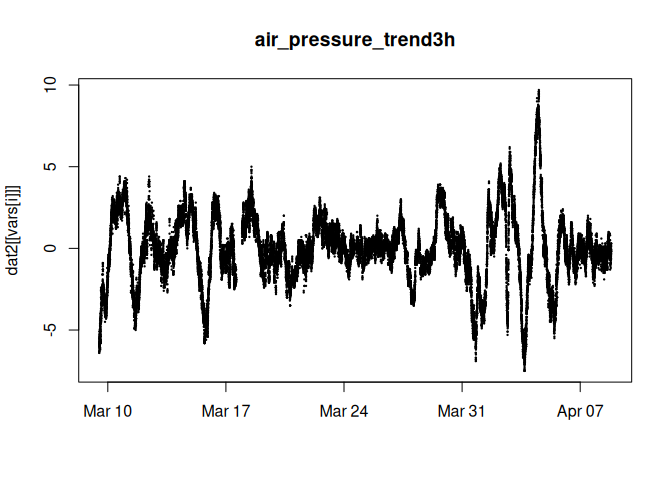 air_pressure_trend3h
dat2[[vars[i]]]
10
5
0
-5
Mar 10
Mar 17
Mar 24
Mar 31
Apr 07